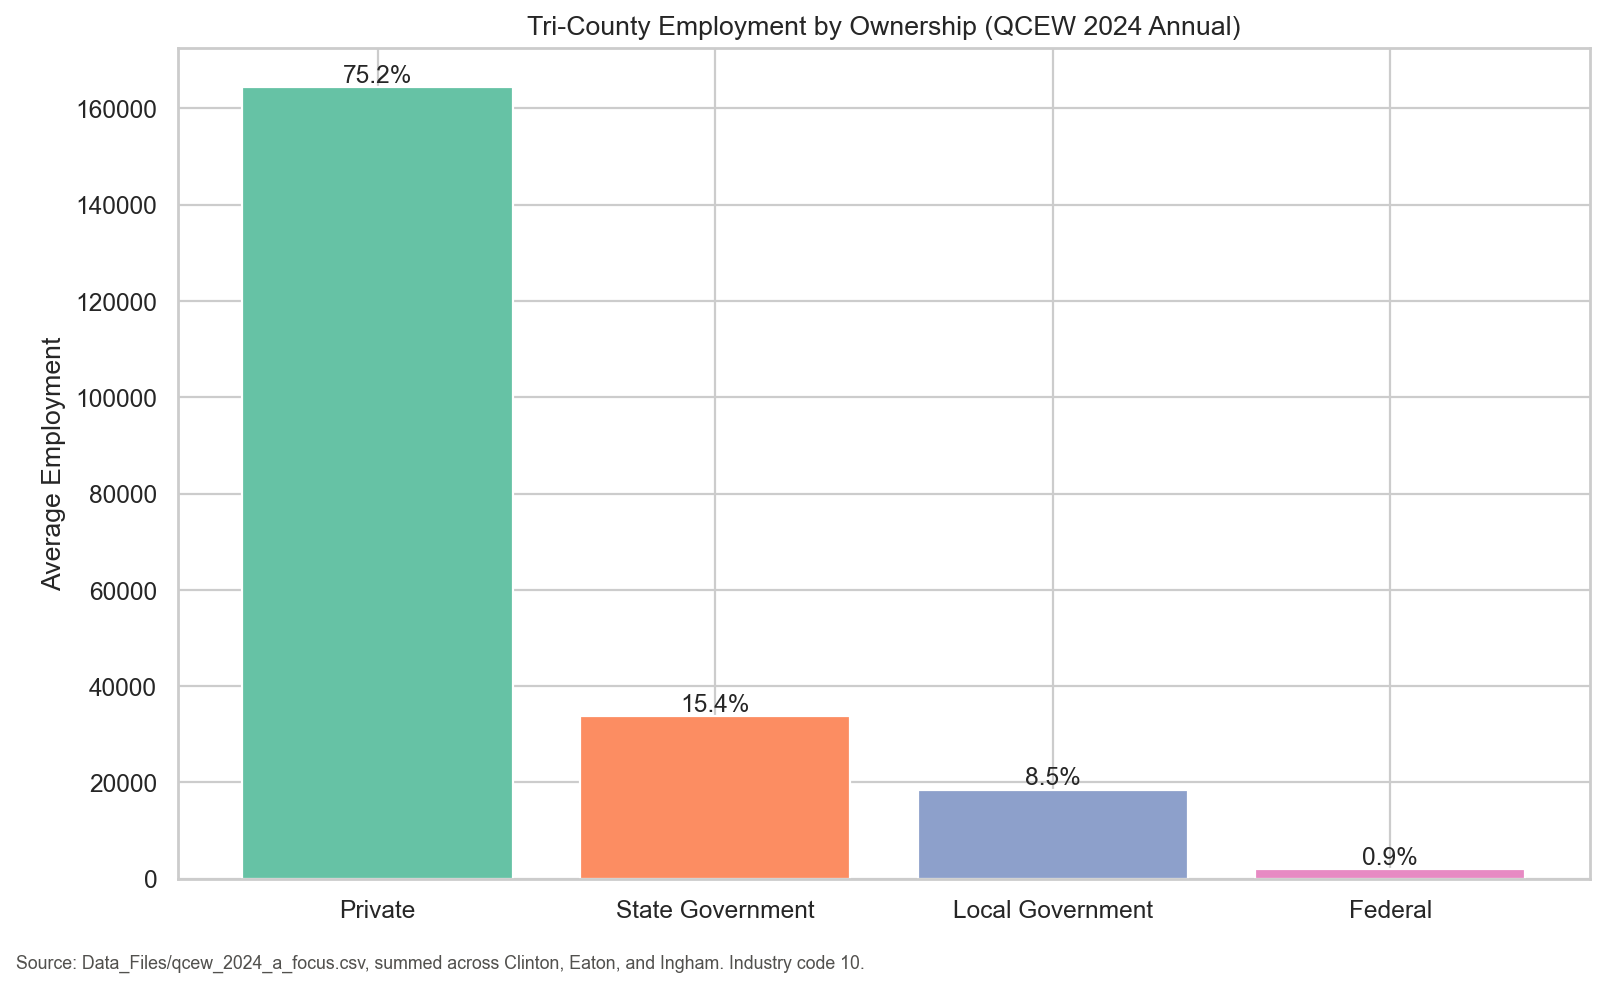 Tri-County Employment by Ownership (QCEW 2024 Annual)
75.2%
160000
140000
120000
100000
80000
60000
40000
20000
0
Average Employment
15.4%
8.5%
0.9%
Private
State Government
Local Government
Federal
Source: Data_Files/qcew_2024_a_focus.csv, summed across Clinton, Eaton, and Ingham. Industry code 10.